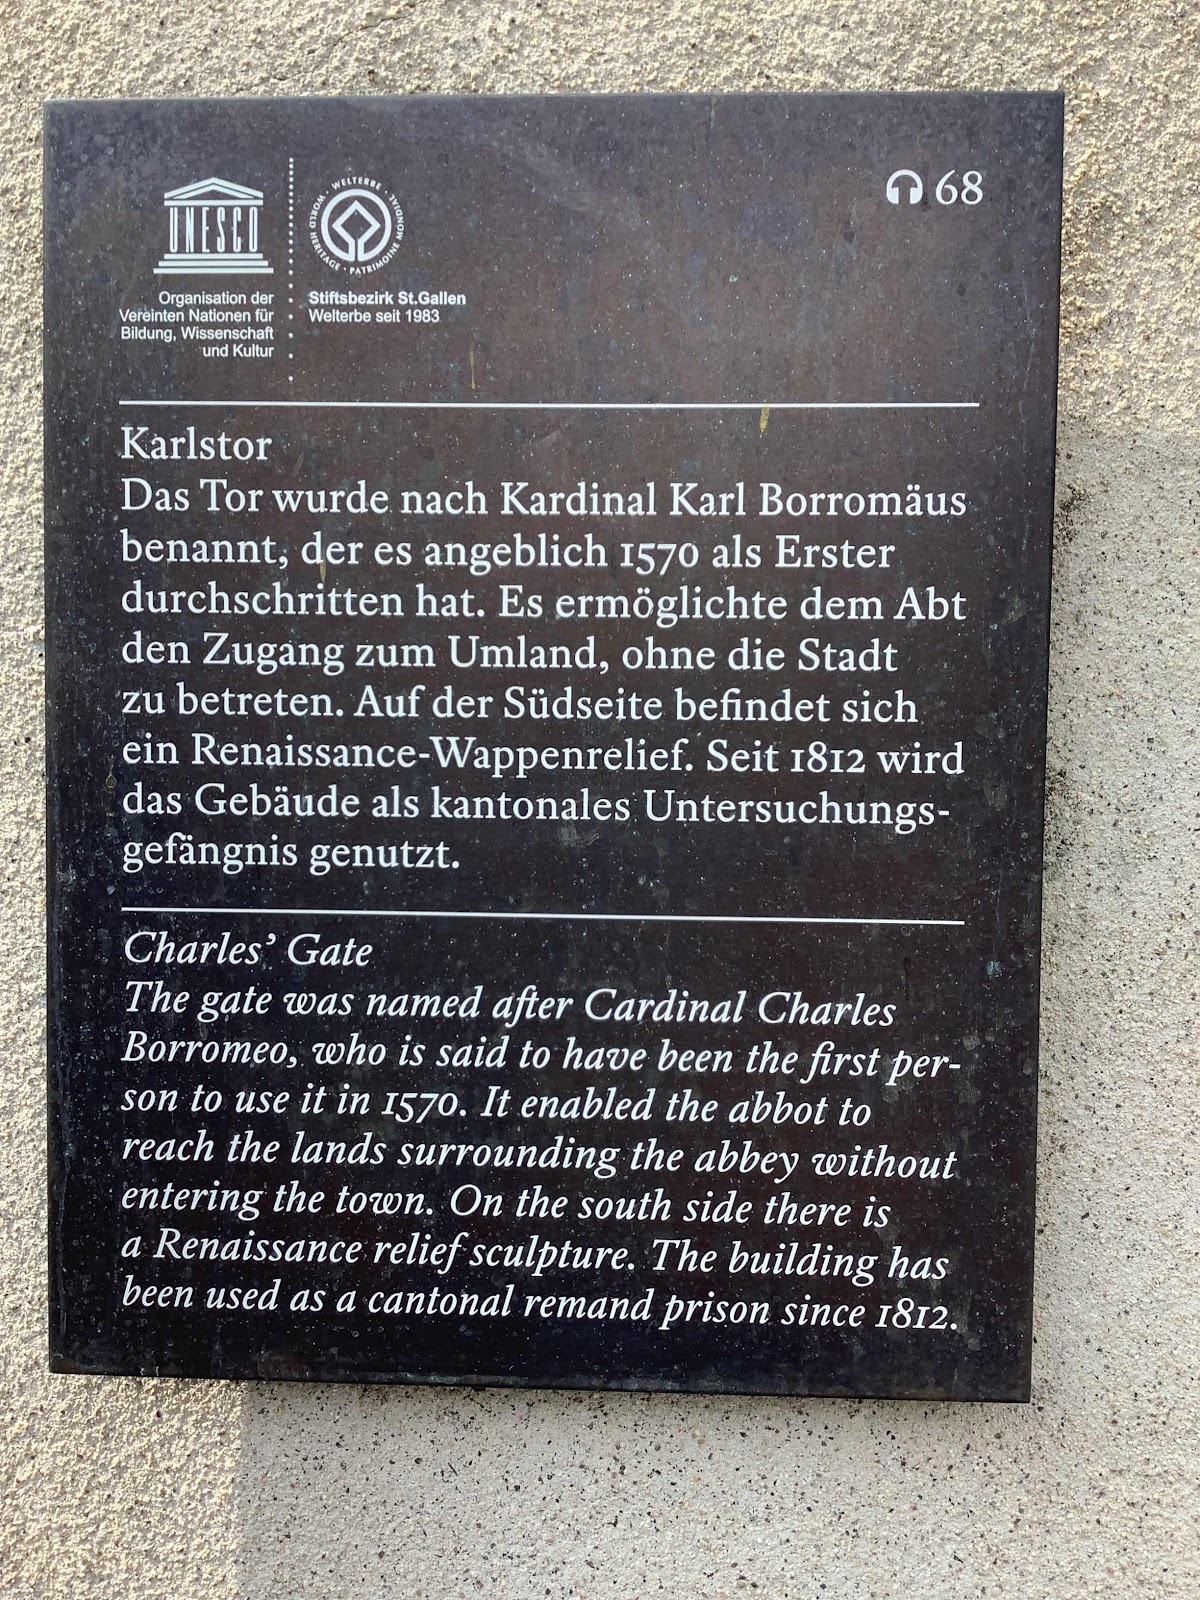 UNESCO
Organisation der
Vereinten Nationen für
Bildung, Wissenschaft
und Kultur
WELTERBE · PATRIMOINE MONDIAL · WORLD HERITAGE
Stiftsbezirk St.Gallen
Welterbe seit 1983
68
Karlstor
Das Tor wurde nach Kardinal Karl Borromäus
benannt, der es angeblich 1570 als Erster
durchschritten hat. Es ermöglichte dem Abt
den Zugang zum Umland, ohne die Stadt
zu betreten. Auf der Südseite befindet sich
ein Renaissance-Wappenrelief. Seit 1812 wird
das Gebäude als kantonales Untersuchungs-
gefängnis genutzt.
Charles’ Gate
The gate was named after Cardinal Charles
Borromeo, who is said to have been the first per-
son to use it in 1570. It enabled the abbot to
reach the lands surrounding the abbey without
entering the town. On the south side there is
a Renaissance relief sculpture. The building has
been used as a cantonal remand prison since 1812.